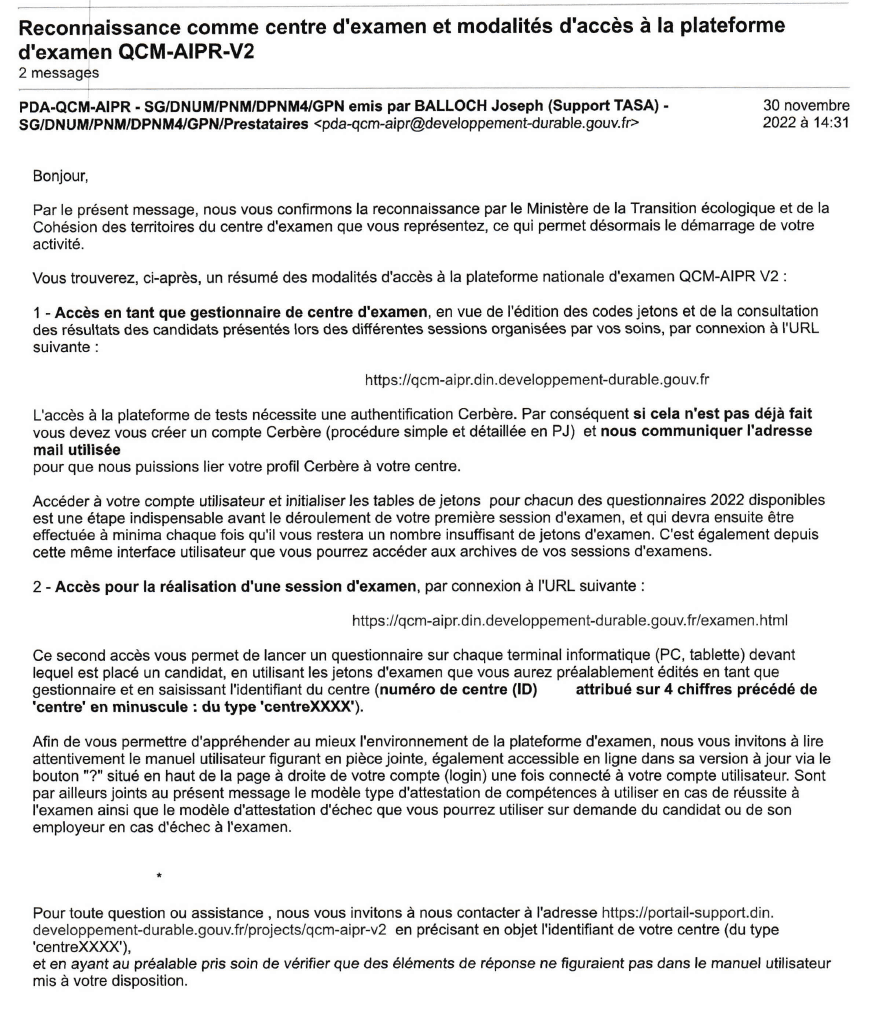 Reconnaissance comme centre d'examen et modalités d'accès à la plateforme
d'examen QCM-AIPR-V2
2 messages
PDA-QCM-AIPR - SG/DNUM/PNM/DPNM4/GPN emis par BALLOCH Joseph (Support TASA) -
SG/DNUM/PNM/DPNM4/GPN/Prestataires <pda-qcm-aipr@developpement-durable.gouv.fr>
30 novembre
2022 à 14:31
Bonjour,
Par le présent message, nous vous confirmons la reconnaissance par le Ministère de la Transition écologique et de la
Cohésion des territoires du centre d'examen que vous représentez, ce qui permet désormais le démarrage de votre
activité.
Vous trouverez, ci-après, un résumé des modalités d'accès à la plateforme nationale d'examen QCM-AIPR V2 :
1 - Accès en tant que gestionnaire de centre d'examen, en vue de l'édition des codes jetons et de la consultation
des résultats des candidats présentés lors des différentes sessions organisées par vos soins, par connexion à l'URL
suivante :
https://qcm-aipr.din.developpement-durable.gouv.fr
L'accès à la plateforme de tests nécessite une authentification Cerbère. Par conséquent si cela n'est pas déjà fait
vous devez vous créer un compte Cerbère (procédure simple et détaillée en PJ) et nous communiquer l'adresse
mail utilisée
pour que nous puissions lier votre profil Cerbère à votre centre.
Accéder à votre compte utilisateur et initialiser les tables de jetons pour chacun des questionnaires 2022 disponibles
est une étape indispensable avant le déroulement de votre première session d'examen, et qui devra ensuite être
effectuée à minima chaque fois qu'il vous restera un nombre insuffisant de jetons d'examen. C'est également depuis
cette même interface utilisateur que vous pourrez accéder aux archives de vos sessions d'examens.
2 - Accès pour la réalisation d'une session d'examen, par connexion à l'URL suivante :
https://qcm-aipr.din.developpement-durable.gouv.fr/examen.html
Ce second accès vous permet de lancer un questionnaire sur chaque terminal informatique (PC, tablette) devant
lequel est placé un candidat, en utilisant les jetons d'examen que vous aurez préalablement édités en tant que
gestionnaire et en saisissant l'identifiant du centre (numéro de centre (ID) attribué sur 4 chiffres précédé de
'centre' en minuscule : du type 'centreXXXX').
Afin de vous permettre d'appréhender au mieux l'environnement de la plateforme d'examen, nous vous invitons à lire
attentivement le manuel utilisateur figurant en pièce jointe, également accessible en ligne dans sa version à jour via le
bouton "?" situé en haut de la page à droite de votre compte (login) une fois connecté à votre compte utilisateur. Sont
par ailleurs joints au présent message le modèle type d'attestation de compétences à utiliser en cas de réussite à
l'examen ainsi que le modèle d'attestation d'échec que vous pourrez utiliser sur demande du candidat ou de son
employeur en cas d'échec à l'examen.
*
Pour toute question ou assistance , nous vous invitons à nous contacter à l'adresse https://portail-support.din.
developpement-durable.gouv.fr/projects/qcm-aipr-v2 en précisant en objet l'identifiant de votre centre (du type
'centreXXXX'),
et en ayant au préalable pris soin de vérifier que des éléments de réponse ne figuraient pas dans le manuel utilisateur
mis à votre disposition.